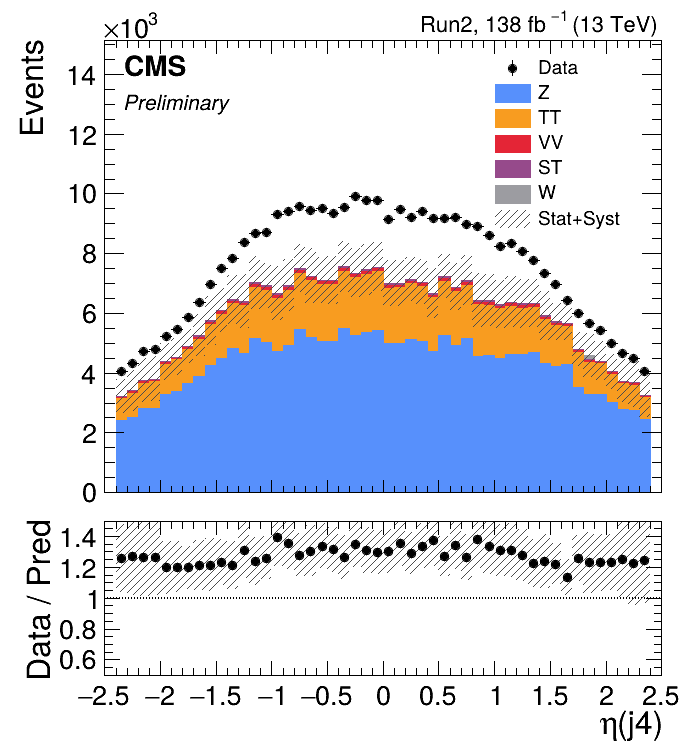 ×10³
Run2, 138 fb⁻¹ (13 TeV)
CMS
Preliminary
Events
14
12
10
8
6
4
2
0
Data
Z
TT
VV
ST
W
Stat+Syst
Data / Pred
1.4
1.2
1
0.8
0.6
−2.5 −2 −1.5 −1 −0.5 0 0.5 1 1.5 2 2.5
η(j4)